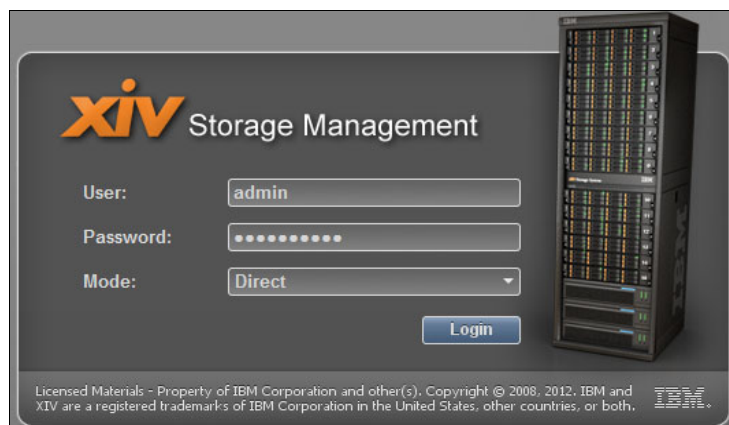 xiv Storage Management
User: admin
Password: ●●●●●●●●●●
Mode: Direct
Login
Licensed Materials - Property of IBM Corporation and other(s). Copyright © 2008, 2012. IBM and
XIV are a registered trademarks of IBM Corporation in the United States, other countries, or both.
IBM.
IBM
IBM